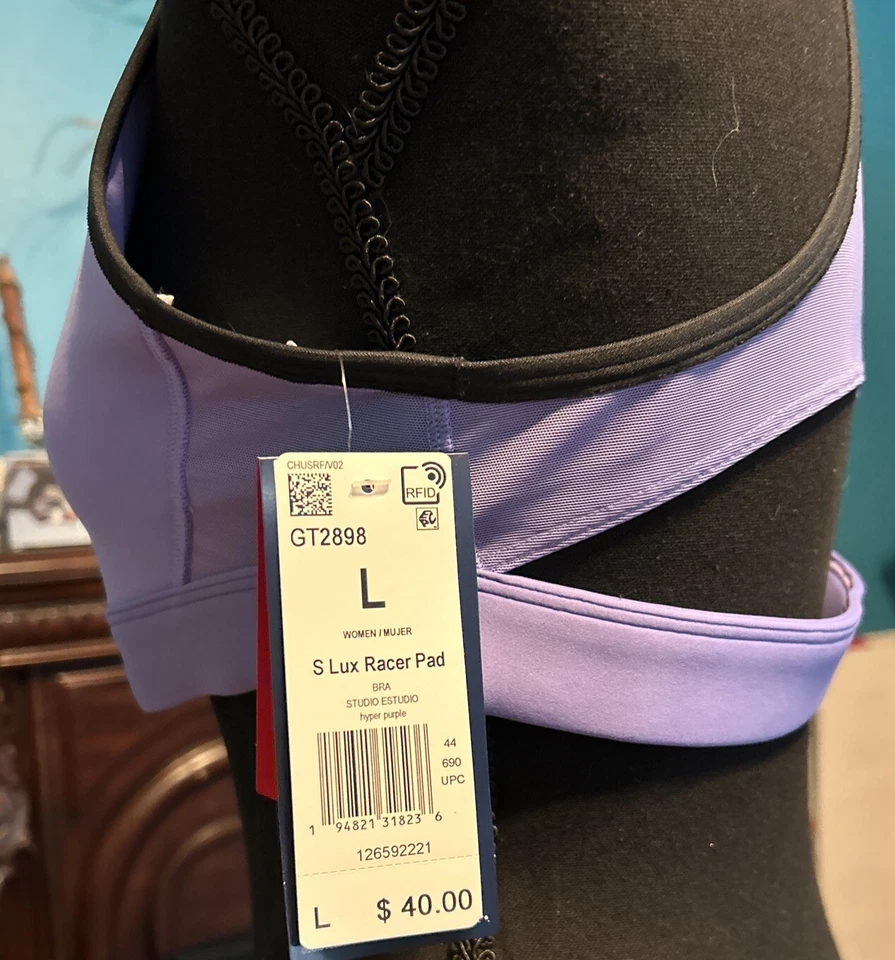 CHUSRF/V02
RFID
GT2898
L
WOMEN / MUJER
S Lux Racer Pad
BRA
STUDIO ESTUDIO
hyper purple
44
690
UPC
1 94821 31823 6
126592221
L $ 40.00